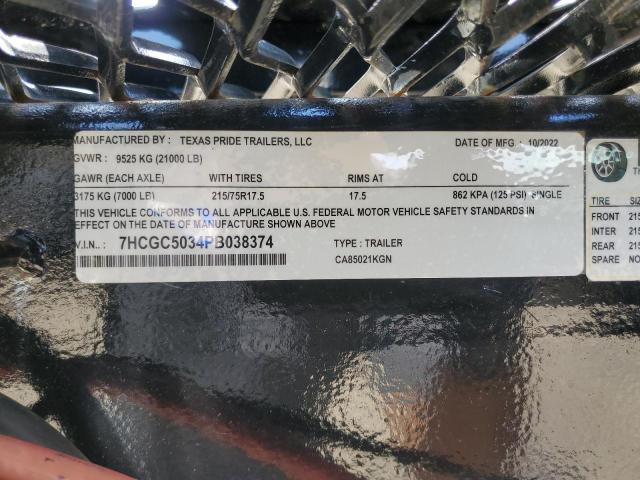 MANUFACTURED BY : TEXAS PRIDE TRAILERS, LLC DATE OF MFG : 10/2022
GVWR : 9525 KG (21000 LB)
GAWR (EACH AXLE) WITH TIRES RIMS AT COLD
3175 KG (7000 LB) 215/75R17.5 17.5 862 KPA (125 PSI) SINGLE
THIS VEHICLE CONFORMS TO ALL APPLICABLE U.S. FEDERAL MOTOR VEHICLE SAFETY STANDARDS IN
EFFECT ON THE DATE OF MANUFACTURE SHOWN ABOVE
V.I.N.. : 7HCGC5034PB038374 TYPE : TRAILER
CA85021KGN
TIRE
FRONT
INTER
REAR
SPARE